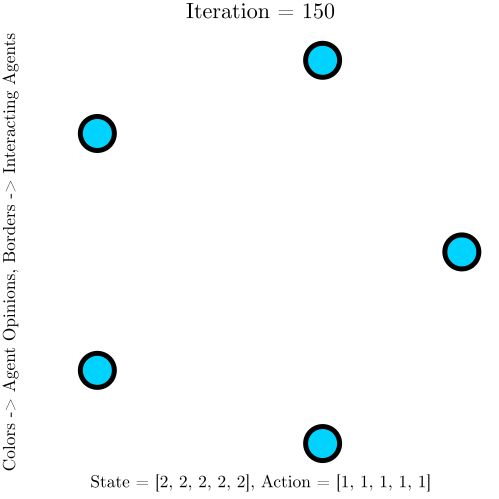 Iteration = 150
Colors -> Agent Opinions, Borders -> Interacting Agents
State = [2, 2, 2, 2, 2], Action = [1, 1, 1, 1, 1]